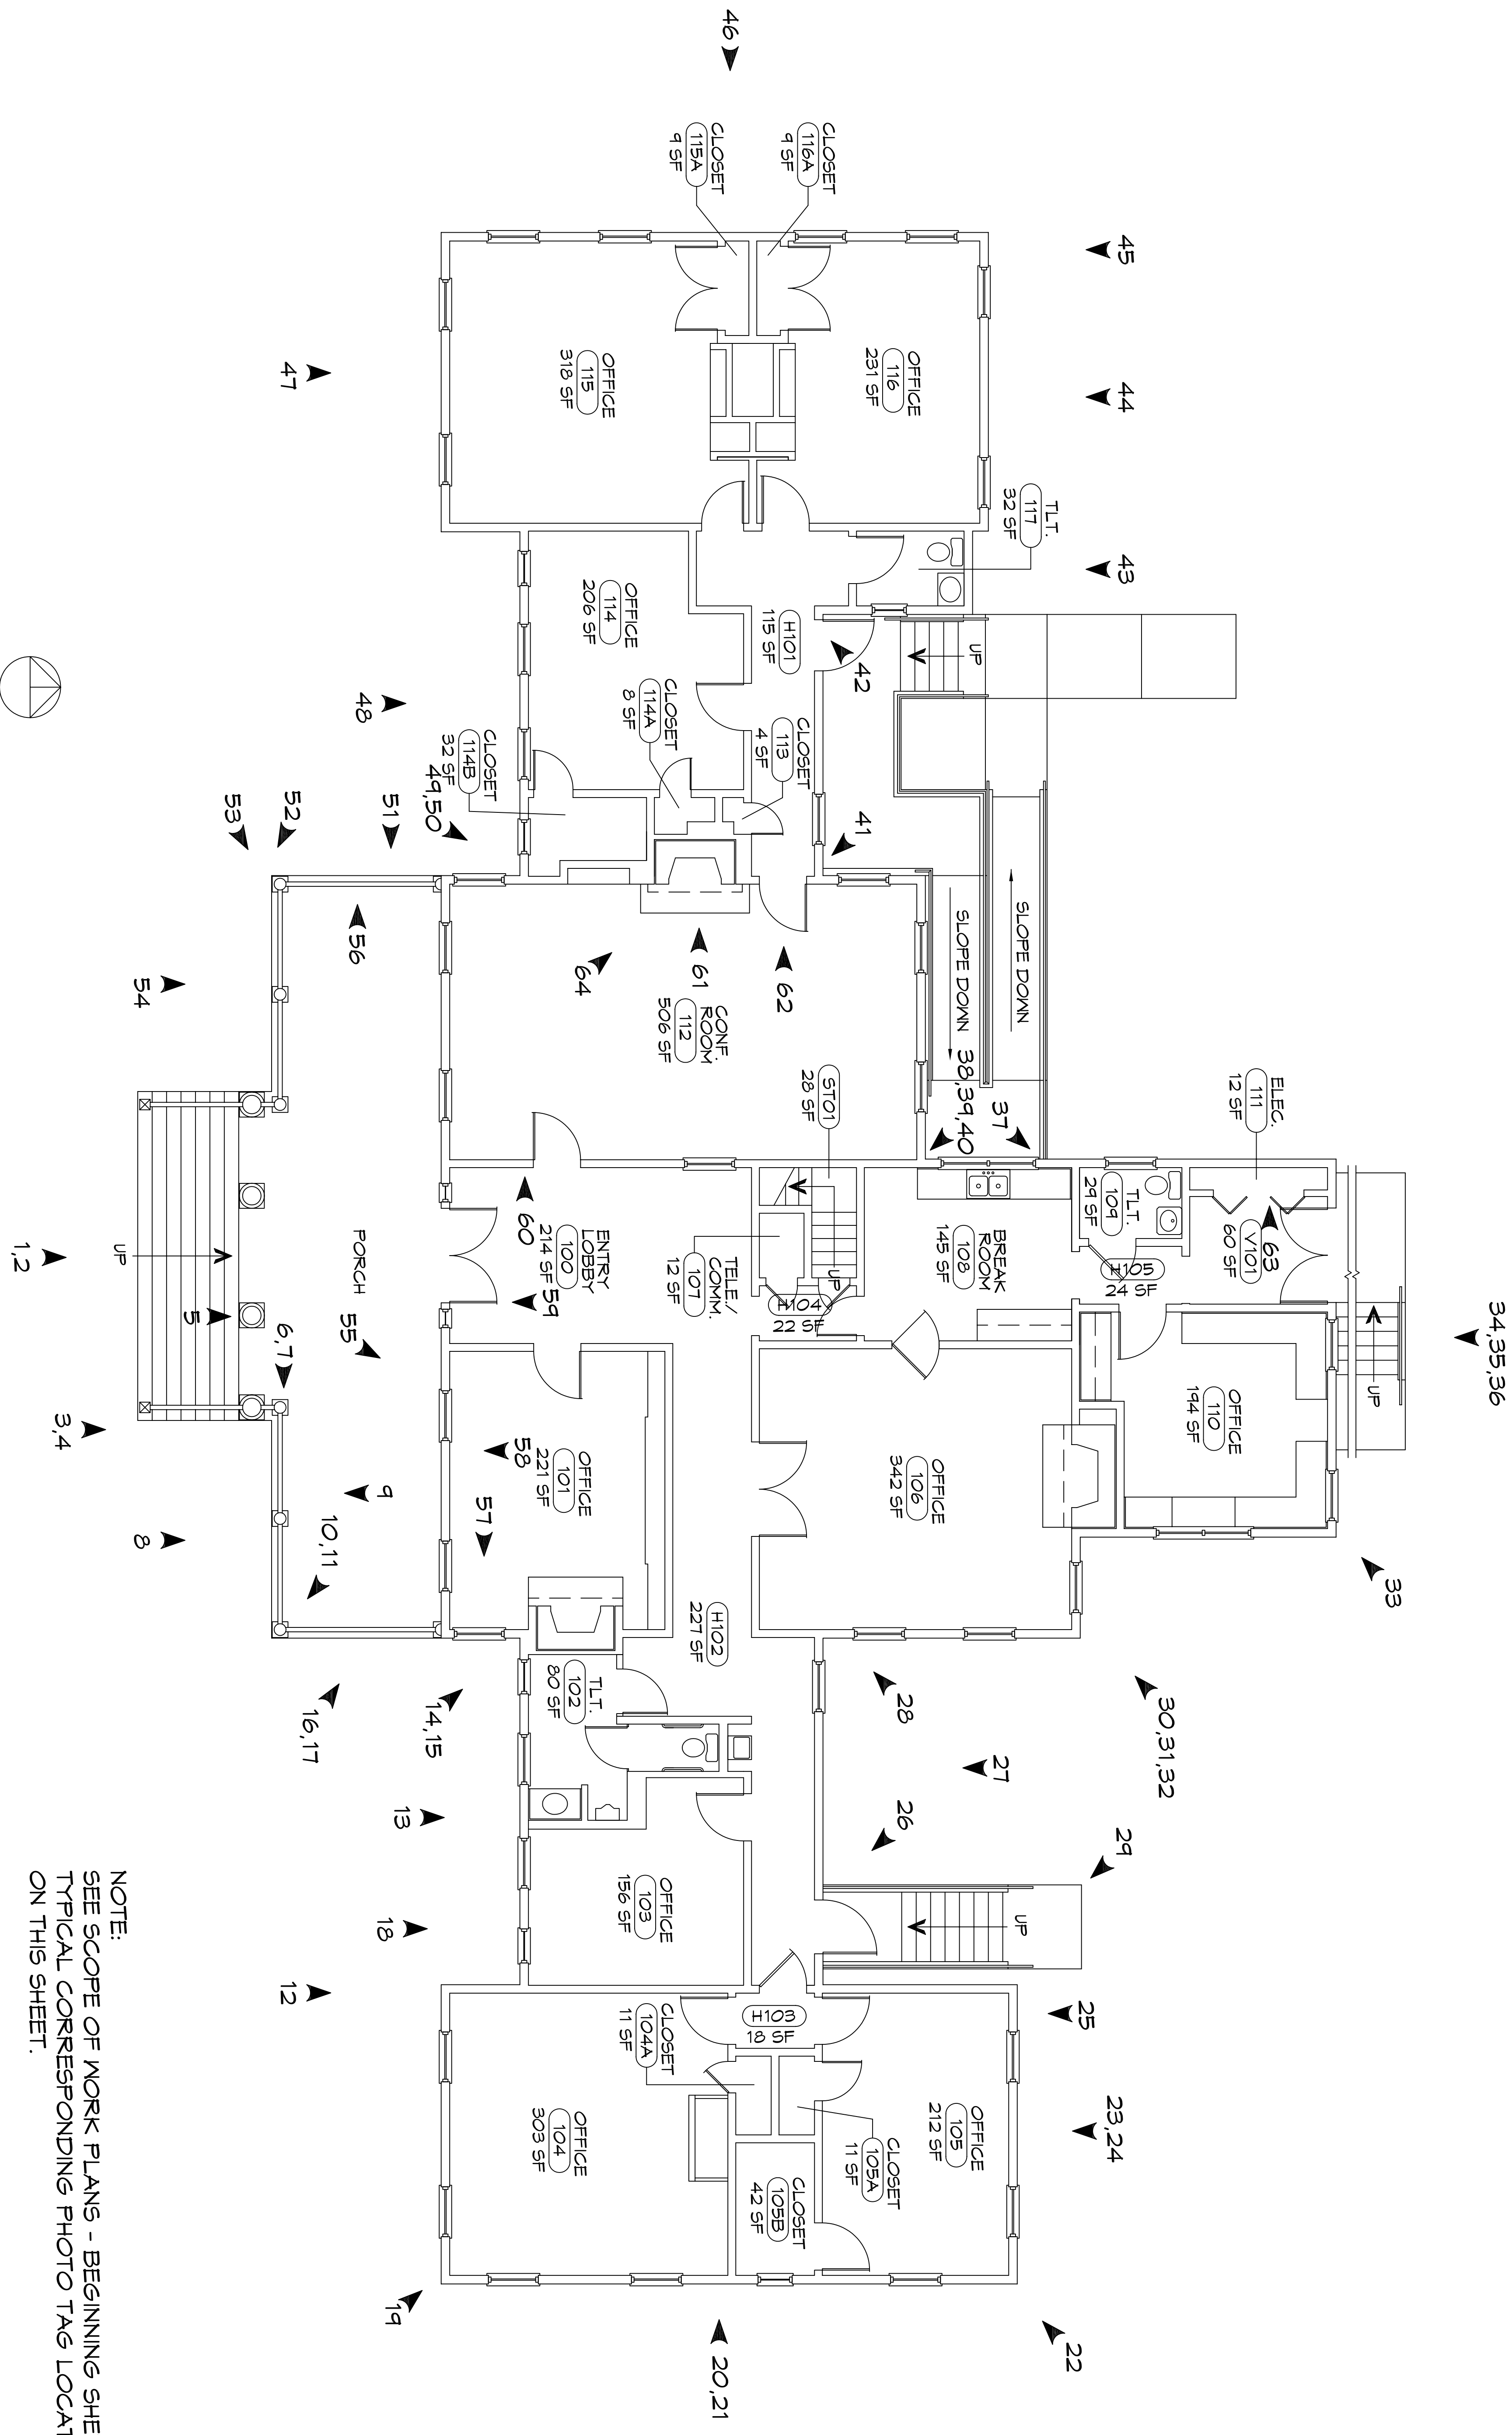 46
45
44
43
34,35,36
33
CLOSET
116A
9 SF
CLOSET
115A
9 SF
OFFICE
116
231 SF
OFFICE
115
318 SF
TLT.
117
32 SF
H101
115 SF
OFFICE
114
206 SF
CLOSET
114A
8 SF
CLOSET
113
4 SF
CLOSET
114B
32 SF
UP
42
41
47
48
49,50
51
52
53
54
56
SLOPE DOWN
SLOPE DOWN
38,39,40
37
61
62
64
CONF.
ROOM
112
506 SF
ST01
28 SF
ELEC.
111
12 SF
63
V101
60 SF
TLT.
109
29 SF
H105
24 SF
BREAK
ROOM
108
145 SF
UP
H104
22 SF
TELE./
COMM.
107
12 SF
ENTRY
LOBBY
100
214 SF
60
59
UP
OFFICE
110
194 SF
OFFICE
106
342 SF
OFFICE
101
221 SF
58
57
PORCH
UP
1,2
5
6,7
55
3,4
9
8
10,11
H102
227 SF
TLT.
102
80 SF
16,17
14,15
13
18
12
28
27
26
30,31,32
29
UP
OFFICE
103
156 SF
H103
18 SF
CLOSET
104A
11 SF
OFFICE
104
303 SF
OFFICE
105
212 SF
CLOSET
105A
11 SF
CLOSET
105B
42 SF
25
23,24
22
20,21
19
NOTE:
SEE SCOPE OF WORK PLANS - BEGINNING
TYPICAL CORRESPONDING PHOTO TAG
ON THIS SHEET.